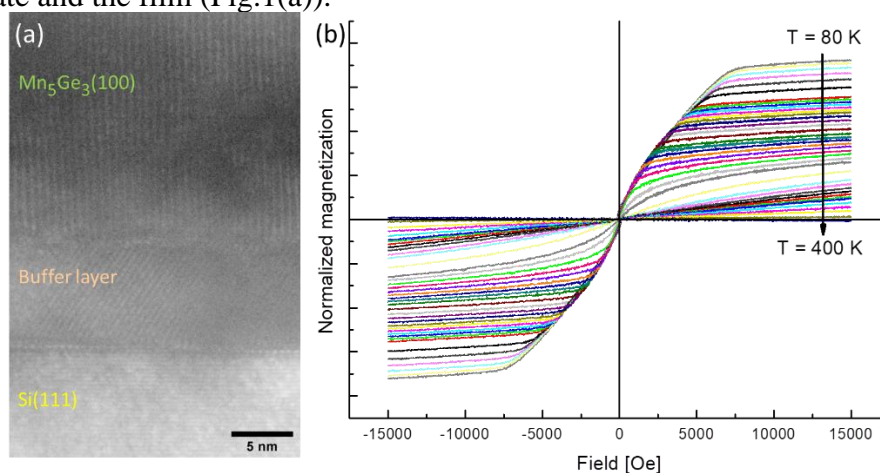 ate and the film (Fig.1(a)).
(a)
Mn₅Ge₃(100)
Buffer layer
Si(111)
5 nm
(b)
T = 80 K
T = 400 K
Normalized magnetization
-15000 -10000 -5000 0 5000 10000 15000
Field [Oe]